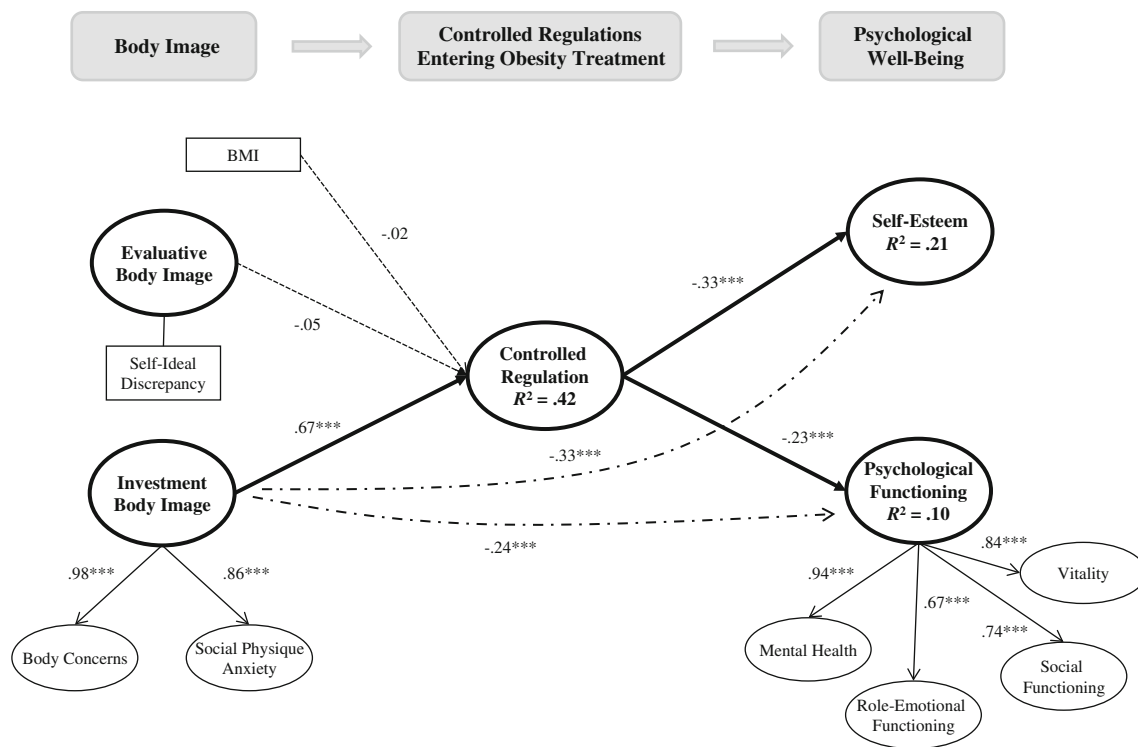 Body Image
Controlled Regulations
Entering Obesity Treatment
Psychological
Well-Being
BMI
-.02
Evaluative
Body Image
-.05
Self-Ideal
Discrepancy
Self-Esteem
R² = .21
-.33***
Controlled
Regulation
R² = .42
.67***
-.33***
-.23***
Investment
Body Image
Psychological
Functioning
R² = .10
-.24***
.98***
.86***
Body Concerns
Social Physique
Anxiety
.94***
.67***
.84***
.74***
Vitality
Mental Health
Role-Emotional
Functioning
Social
Functioning